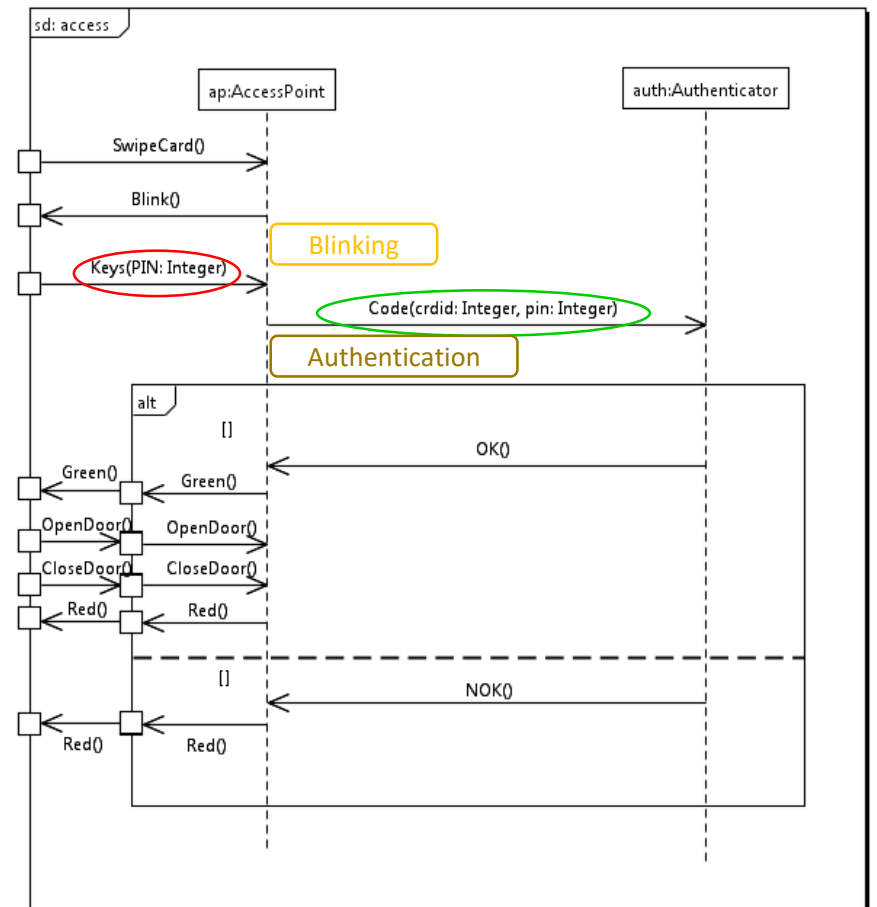 sd: access
ap:AccessPoint
auth:Authenticator
SwipeCard()
Blink()
Blinking
Keys(PIN: Integer)
Code(crdid: Integer, pin: Integer)
Authentication
alt
[]
OK()
Green()
Green()
OpenDoor()
OpenDoor()
CloseDoor()
CloseDoor()
Red()
Red()
[]
NOK()
Red()
Red()